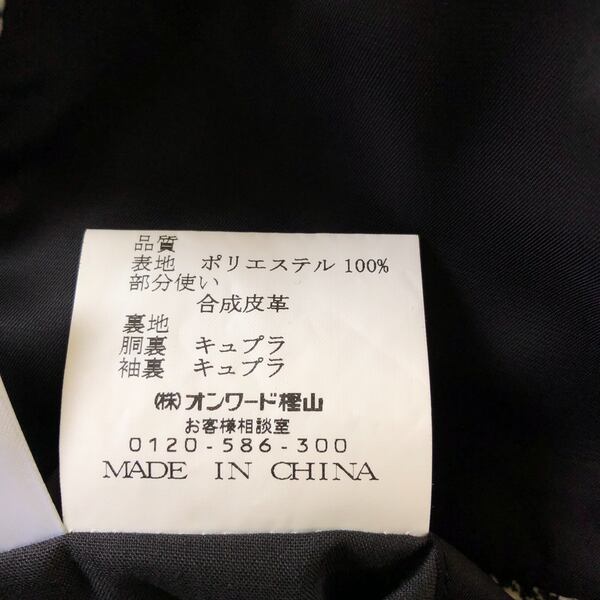 品質
表地 ポリエステル 100%
部分使い
合成皮革
裏地
胴裏 キュプラ
袖裏 キュプラ
(株)オンワード樫山
お客様相談室
0120-586-300
MADE IN CHINA